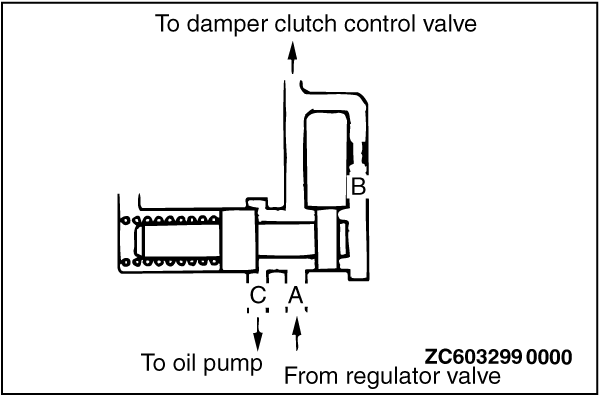 To damper clutch control valve
B
C A
To oil pump
From regulator valve
ZC603299 0000